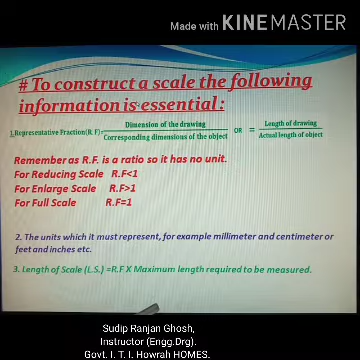 Made with KINEMASTER
# To construct a scale the following
information is essential :
1.Representative Fraction(R. F)= Dimension of the drawing / Corresponding dimensions of the object OR = Length of drawing / Actual length of object
Remember as R.F. is a ratio so it has no unit.
For Reducing Scale R.F<1
For Enlarge Scale R.F>1
For Full Scale R.F=1
2. The units which it must represent, for example millimeter and centimeter or
feet and inches etc.
3. Length of Scale (L.S.) =R.F X Maximum length required to be measured.
Sudip Ranjan Ghosh,
Instructor (Engg.Drg).
Govt. I. T. I. Howrah HOMES.